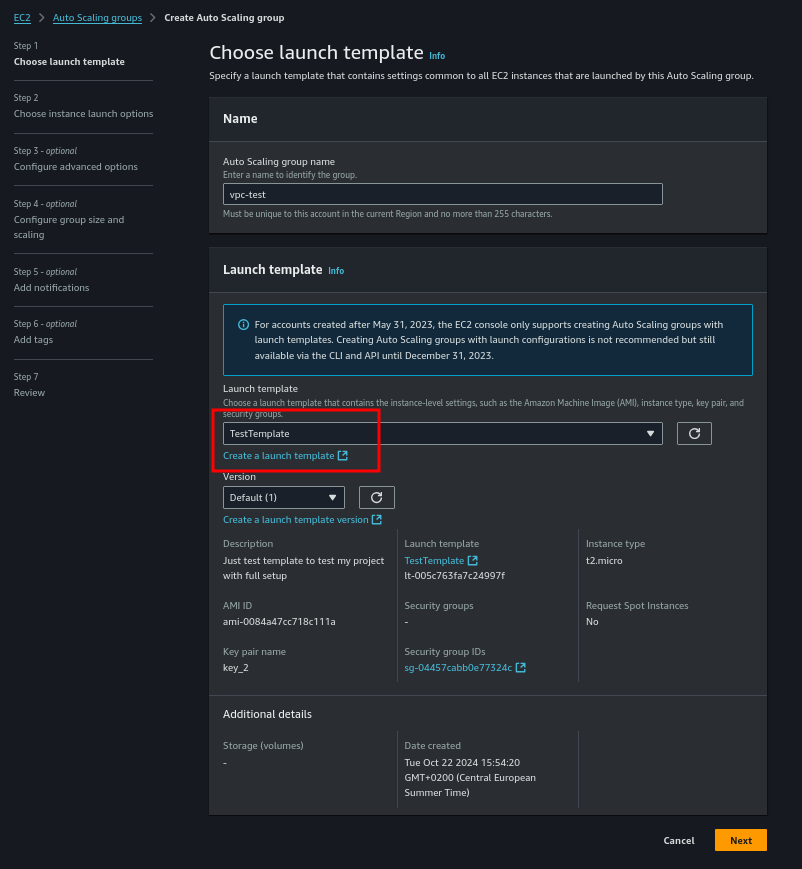 EC2 > Auto Scaling groups > Create Auto Scaling group
Step 1
Choose launch template
Step 2
Choose instance launch options
Step 3 - optional
Configure advanced options
Step 4 - optional
Configure group size and
scaling
Step 5 - optional
Add notifications
Step 6 - optional
Add tags
Step 7
Review
Choose launch template Info
Specify a launch template that contains settings common to all EC2 instances that are launched by this Auto Scaling group.
Name
Auto Scaling group name
Enter a name to identify the group.
vpc-test
Must be unique to this account in the current Region and no more than 255 characters.
Launch template Info
For accounts created after May 31, 2023, the EC2 console only supports creating Auto Scaling groups with
launch templates. Creating Auto Scaling groups with launch configurations is not recommended but still
available via the CLI and API until December 31, 2023.
Launch template
Choose a launch template that contains the instance-level settings, such as the Amazon Machine Image (AMI), instance type, key pair, and
security groups.
TestTemplate
Create a launch template
Version
Default (1)
Create a launch template version
Description
Just test template to test my project
with full setup
Launch template
TestTemplate
lt-005c763fa7c24997f
Instance type
t2.micro
AMI ID
ami-0084a47cc718c111a
Security groups
-
Request Spot Instances
No
Key pair name
key_2
Security group IDs
sg-04457cabb0e77324c
Additional details
Storage (volumes)
-
Date created
Tue Oct 22 2024 15:54:20
GMT+0200 (Central European
Summer Time)
Cancel
Next